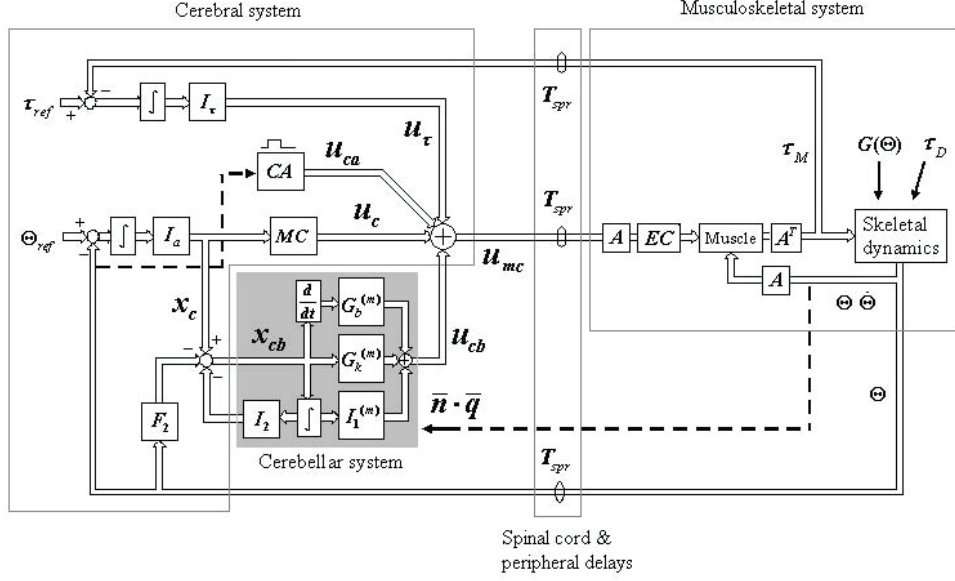 Cerebral system
Musculoskeletal system
τ_ref
+
−
∫
I_τ
u_τ
T_spr
τ_M
G(Θ)
τ_D
CA
u_ca
Θ_ref
+
−
∫
I_a
MC
u_c
+
u_mc
T_spr
A
EC
Muscle
A^T
Skeletal
dynamics
A
Θ Θ̇
x_c
d
dt
G_b^(m)
x_cb
−
+
−
G_k^(m)
+
u_cb
F_2
I_2
∫
I_1^(m)
n̄ · q̄
Θ
Cerebellar system
T_spr
Spinal cord &
peripheral delays